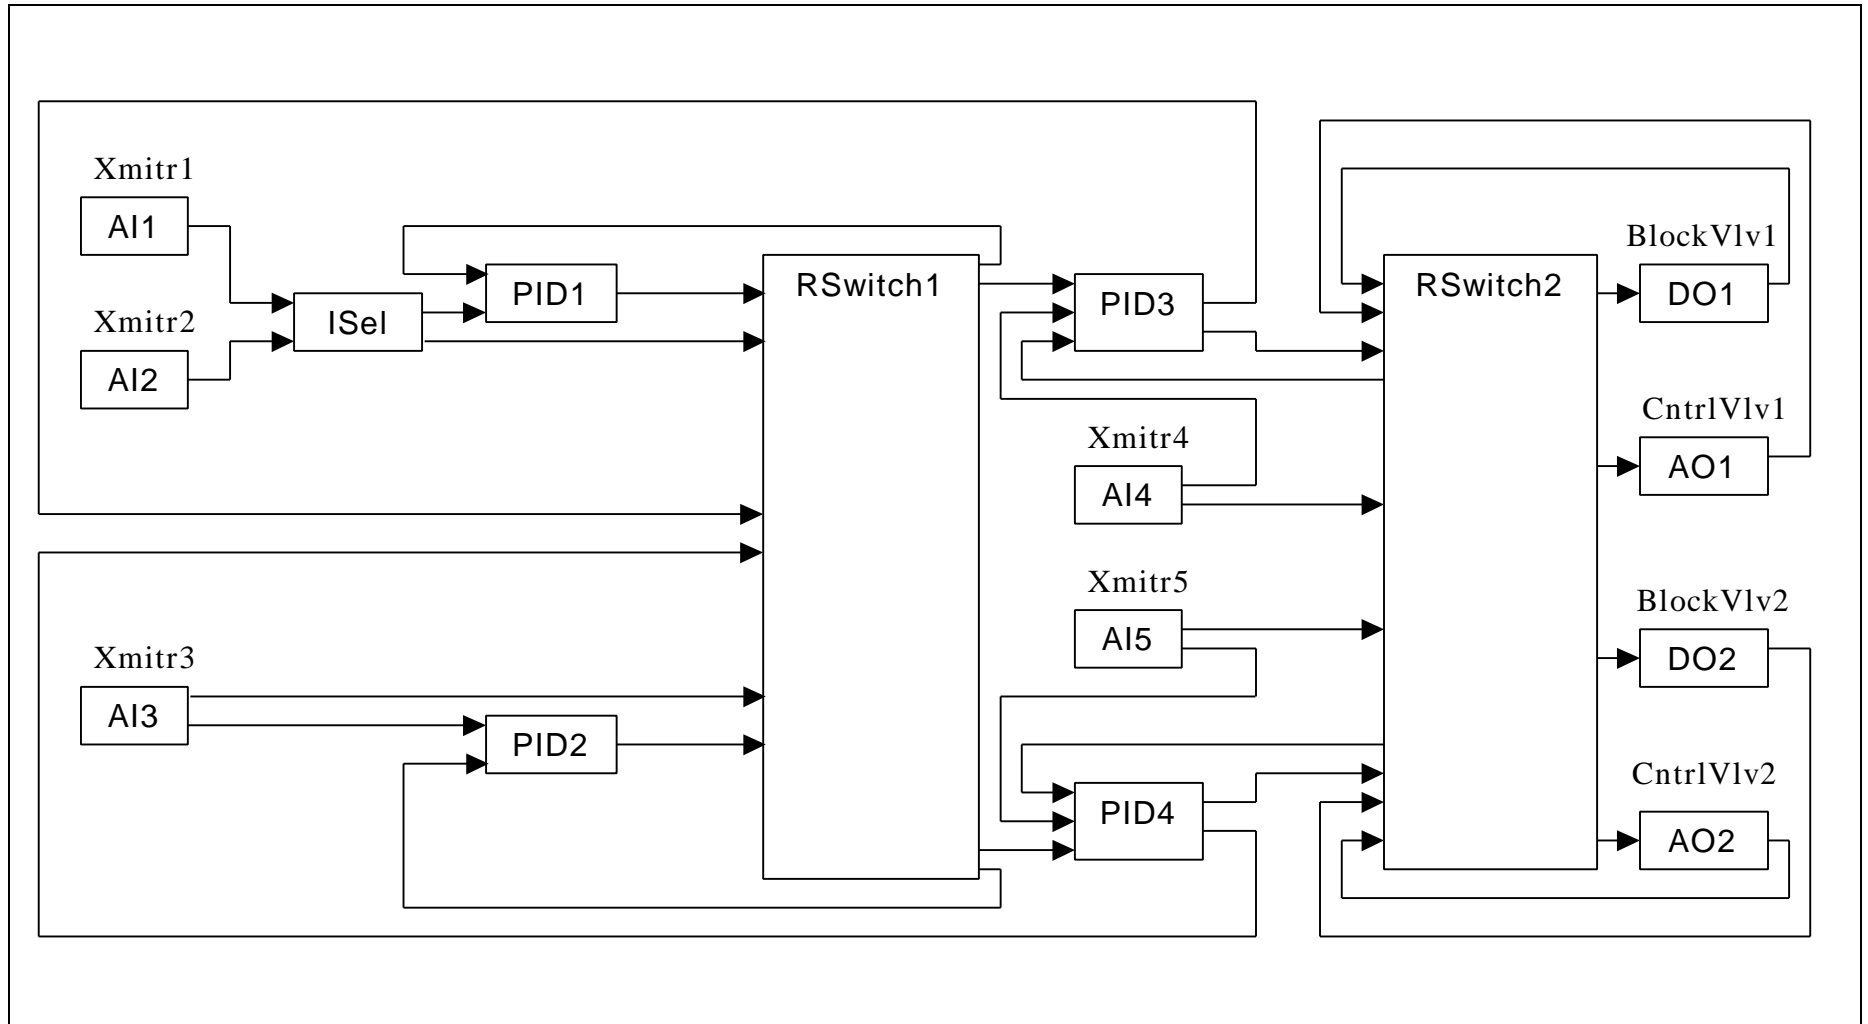 Xmitr1
AI1
Xmitr2
AI2
ISel
PID1
RSwitch1
PID3
RSwitch2
BlockVlv1
DO1
Xmitr4
AI4
CntrlVlv1
AO1
Xmitr5
AI5
BlockVlv2
DO2
Xmitr3
AI3
PID2
PID4
CntrlVlv2
AO2